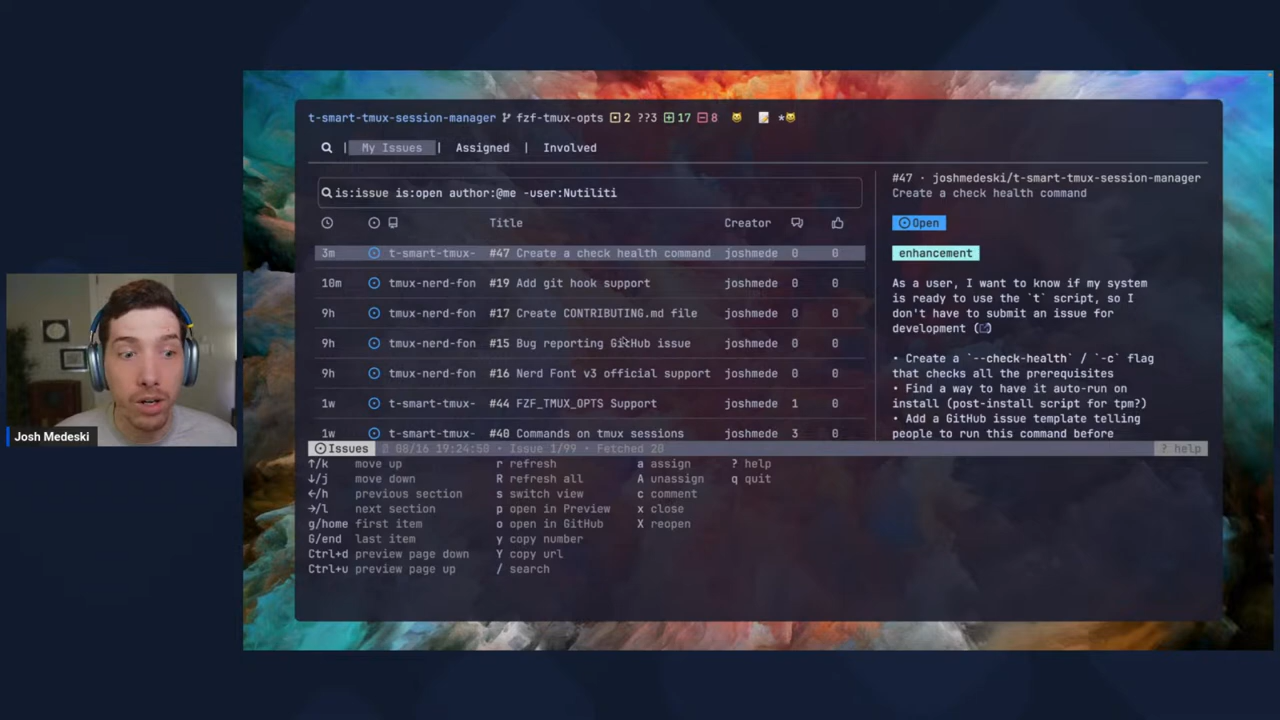 t-smart-tmux-session-manager fzf-tmux-opts 2 ??3 17 8 *
| My Issues | Assigned | Involved
is:issue is:open author:@me -user:Nutiliti
Title Creator
3m t-smart-tmux- #47 Create a check health command joshmede 0 0
10m tmux-nerd-fon #19 Add git hook support joshmede 0 0
9h tmux-nerd-fon #17 Create CONTRIBUTING.md file joshmede 0 0
9h tmux-nerd-fon #15 Bug reporting GitHub issue joshmede 0 0
9h tmux-nerd-fon #16 Nerd Font v3 official support joshmede 0 0
1w t-smart-tmux- #44 FZF_TMUX_OPTS Support joshmede 1 0
1w t-smart-tmux- #40 Commands on tmux sessions joshmede 3 0
#47 · joshmedeski/t-smart-tmux-session-manager
Create a check health command
Open
enhancement
As a user, I want to know if my system
is ready to use the `t` script, so I
don't have to submit an issue for
development ()
• Create a `--check-health` / `-c` flag
that checks all the prerequisites
• Find a way to have it auto-run on
install (post-install script for tpm?)
• Add a GitHub issue template telling
people to run this command before
Issues 08/16 19:24:50 · Issue 1/99 · Fetched 20 ? help
↑/k move up r refresh a assign ? help
↓/j move down R refresh all A unassign q quit
←/h previous section s switch view c comment
→/l next section p open in Preview x close
g/home first item o open in GitHub X reopen
G/end last item y copy number
Ctrl+d preview page down Y copy url
Ctrl+u preview page up / search
Josh Medeski